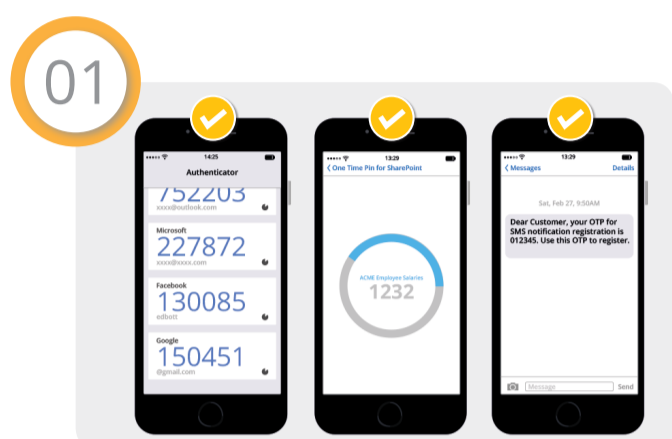 01
14:25
Authenticator
752203
xxxx@outlook.com
Microsoft
227872
xxxx@xxxx.com
Facebook
130085
edbott
Google
150451
@gmail.com
13:29
One Time Pin for SharePoint
ACME Employee Salaries
1232
13:29
Messages Details
Sat, Feb 27, 9:50AM
Dear Customer, your OTP for
SMS notification registration is
012345. Use this OTP to register.
Message Send